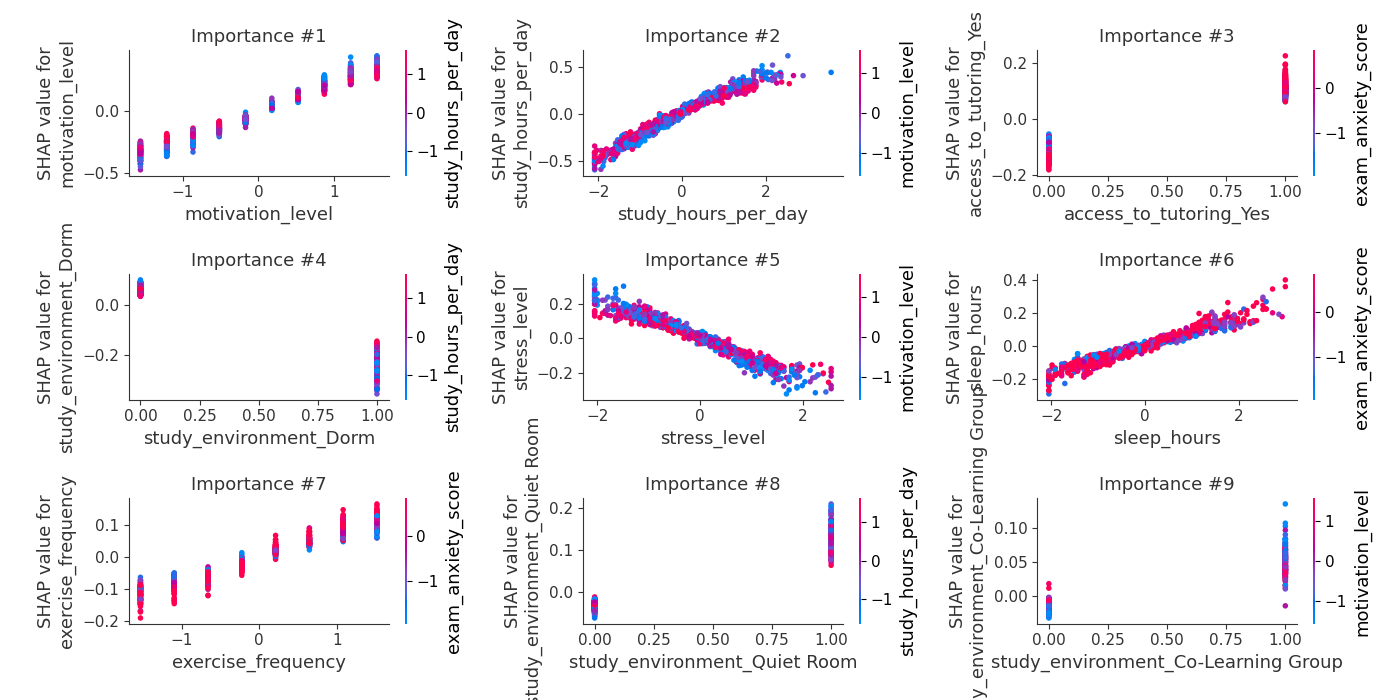 Importance #1
SHAP value for
motivation_level
0.0
−0.5
−1
0
1
motivation_level
1
0
−1
study_hours_per_day
Importance #2
SHAP value for
study_hours_per_day
0.5
0.0
−0.5
−2
0
2
study_hours_per_day
1
0
−1
motivation_level
Importance #3
SHAP value for
access_to_tutoring_Yes
0.2
0.0
−0.2
0.00
0.25
0.50
0.75
1.00
access_to_tutoring_Yes
0
−1
exam_anxiety_score
Importance #4
SHAP value for
study_environment_Dorm
0.0
−0.2
0.00
0.25
0.50
0.75
1.00
study_environment_Dorm
1
0
−1
study_hours_per_day
Importance #5
SHAP value for
stress_level
0.2
0.0
−0.2
−2
0
2
stress_level
1
0
−1
motivation_level
Importance #6
SHAP value for
sleep_hours
0.4
0.2
0.0
−0.2
−2
0
2
sleep_hours
0
−1
exam_anxiety_score
Importance #7
SHAP value for
exercise_frequency
0.1
0.0
−0.1
−0.2
−1
0
1
exercise_frequency
0
−1
exam_anxiety_score
Importance #8
SHAP value for
study_environment_Quiet Room
0.2
0.1
0.0
0.00
0.25
0.50
0.75
1.00
study_environment_Quiet Room
1
0
−1
study_hours_per_day
Importance #9
SHAP value for
y_environment_Co-Learning Group
0.10
0.05
0.00
0.00
0.25
0.50
0.75
1.00
study_environment_Co-Learning Group
1
0
−1
motivation_level